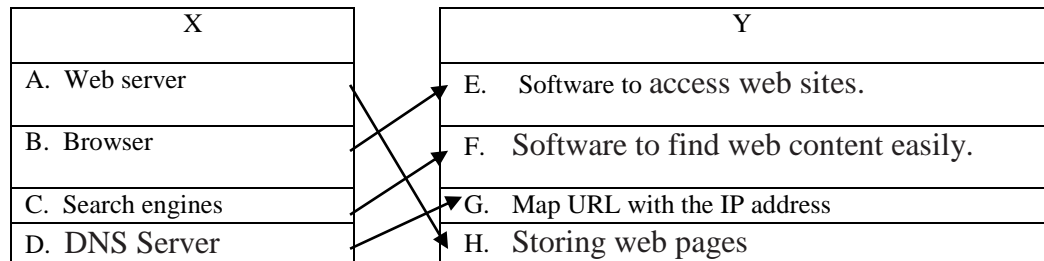 X Y
A. Web server E. Software to access web sites.
B. Browser F. Software to find web content easily.
C. Search engines G. Map URL with the IP address
D. DNS Server H. Storing web pages